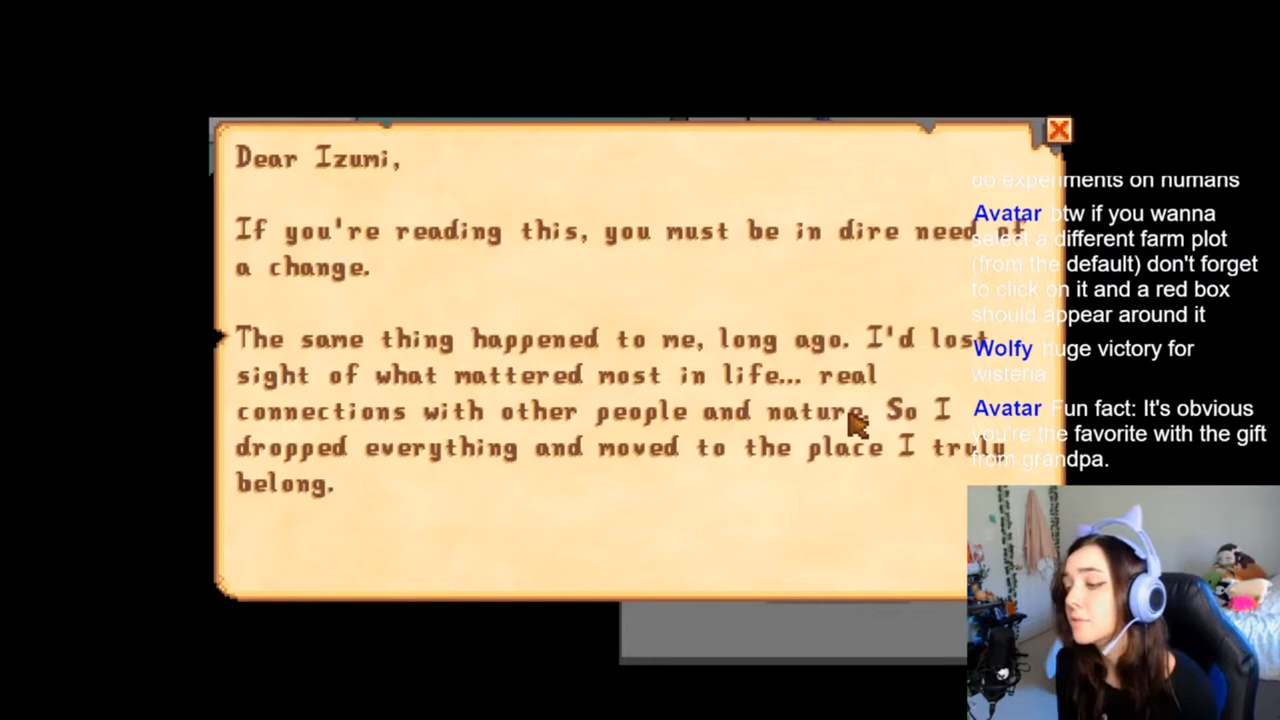 Dear Izumi,
If you're reading this, you must be in dire need of
a change.
The same thing happened to me, long ago. I'd lost
sight of what mattered most in life... real
connections with other people and nature. So I
dropped everything and moved to the place I truly
belong.
do experiments on humans
Avatar btw if you wanna
select a different farm plot
(from the default) don't forget
to click on it and a red box
should appear around it
Wolfy huge victory for
wisteria
Avatar Fun fact: It's obvious
you're the favorite with the gift
from grandpa.